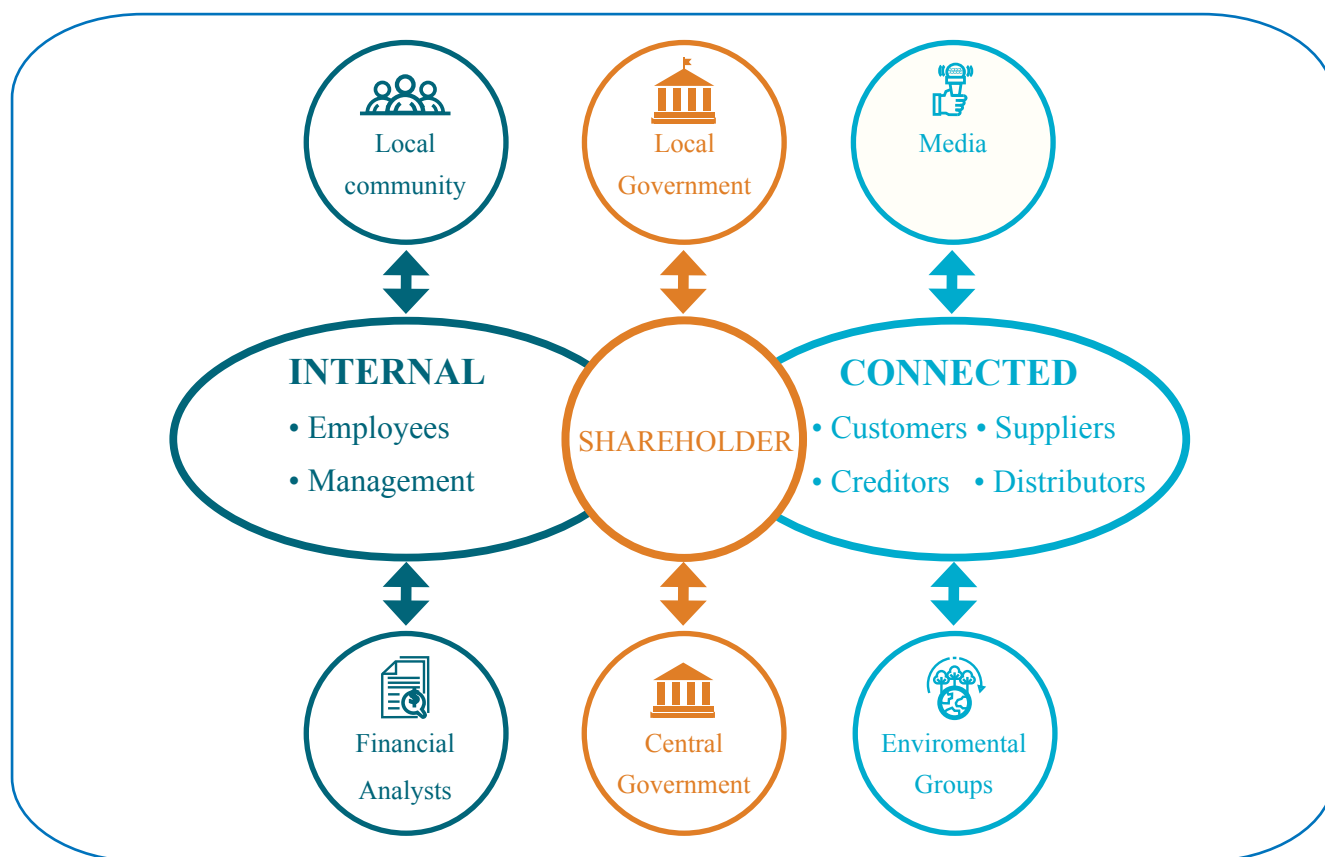 Local
community
Local
Government
Media
INTERNAL
• Employees
• Management
SHAREHOLDER
CONNECTED
• Customers • Suppliers
• Creditors • Distributors
Financial
Analysts
Central
Government
Enviromental
Groups